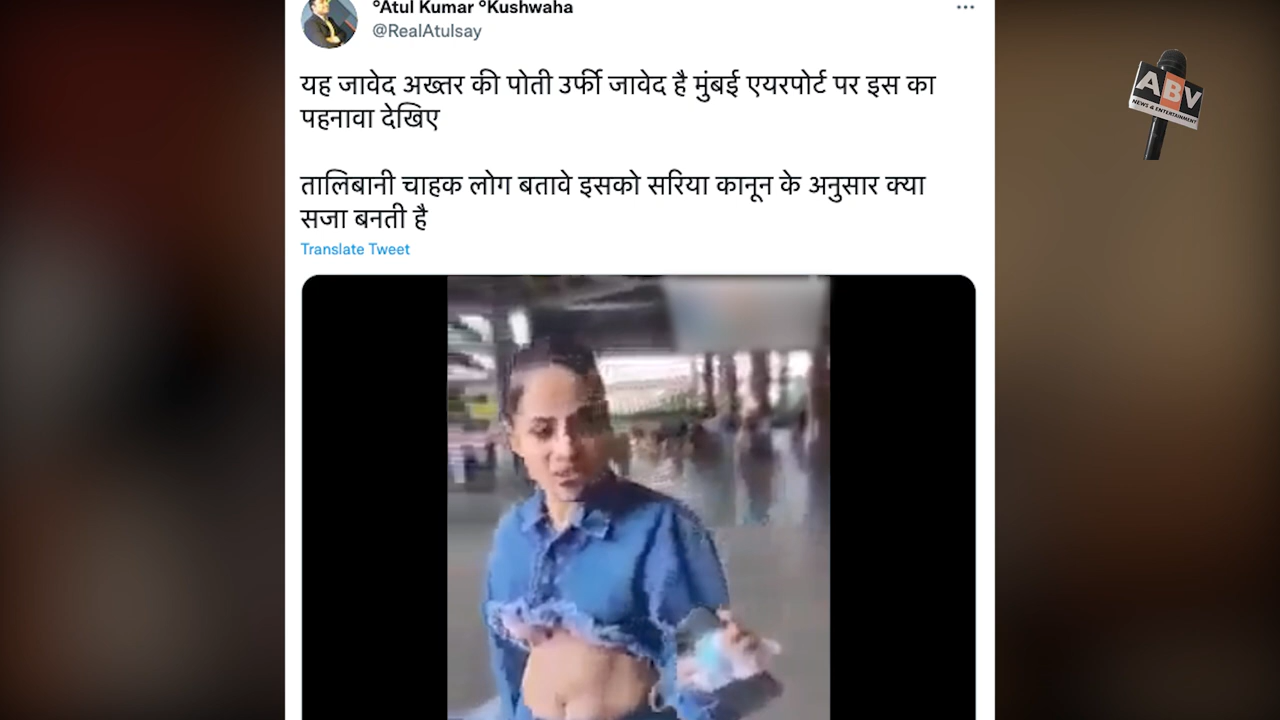 °Atul Kumar °Kushwaha
@RealAtulsay
यह जावेद अख्तर की पोती उर्फी जावेद है मुंबई एयरपोर्ट पर इस का
पहनावा देखिए
तालिबानी चाहक लोग बतावे इसको सरिया कानून के अनुसार क्या
सजा बनती है
Translate Tweet
ABV
NEWS & ENTERTAINMENT